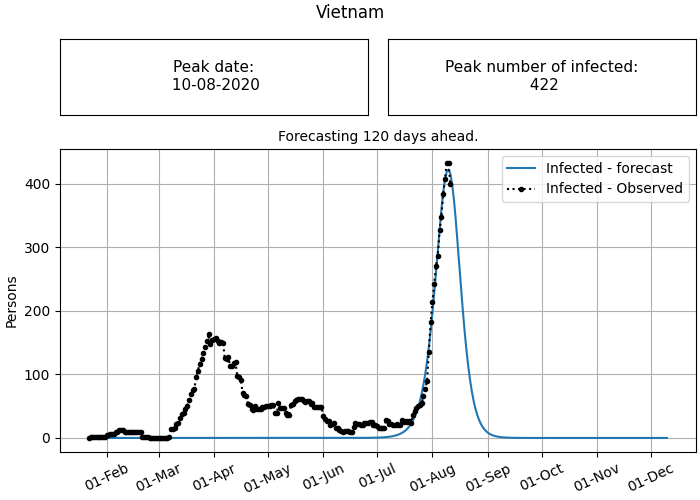 Vietnam
Peak date:
10-08-2020
Peak number of infected:
422
Forecasting 120 days ahead.
Infected - forecast
Infected - Observed
Persons
400
300
200
100
0
01-Feb
01-Mar
01-Apr
01-May
01-Jun
01-Jul
01-Aug
01-Sep
01-Oct
01-Nov
01-Dec